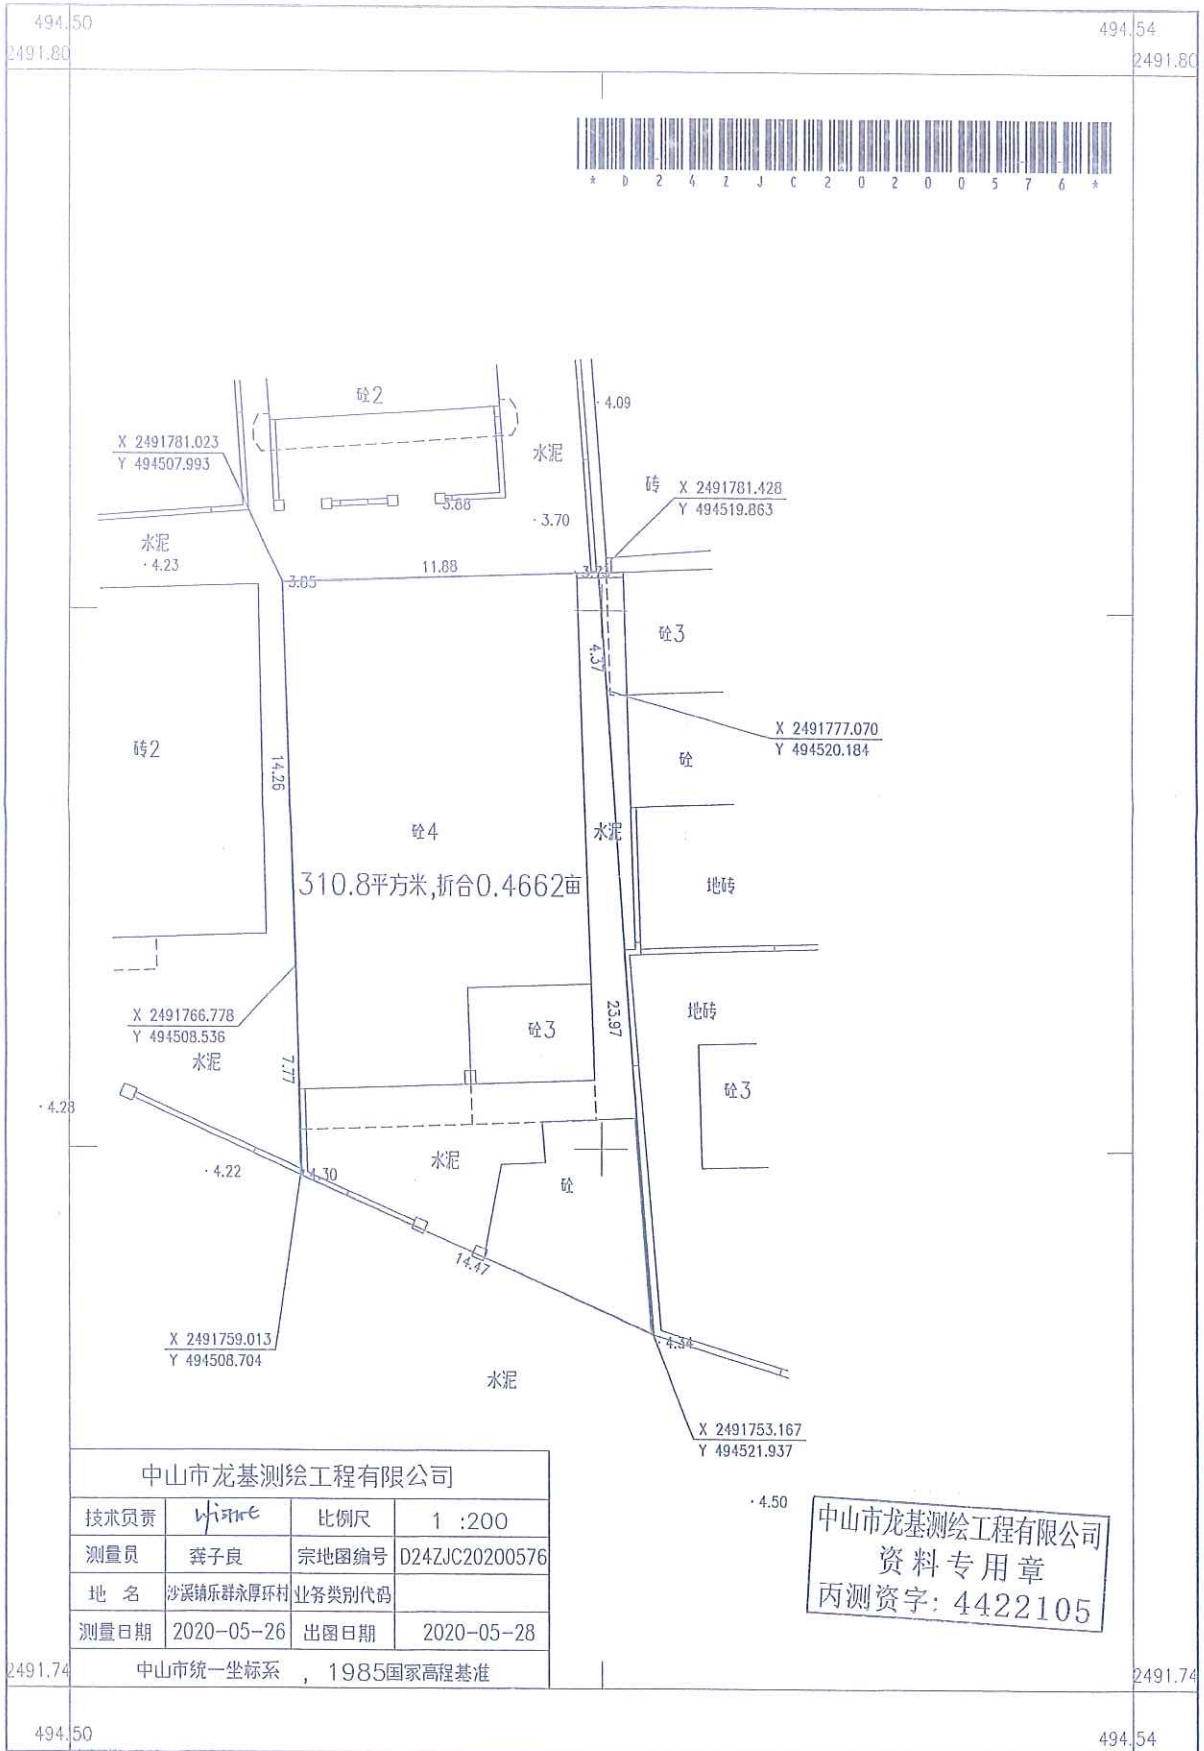 494.50
494.54
2491.80
2491.80
* D 2 4 Z J C 2 0 2 0 0 5 7 6 *
砼2
4.09
X 2491781.023
Y 494507.993
水泥
砖
X 2491781.428
Y 494519.863
3.88
3.70
水泥
4.23
3.85
11.88
砼3
4.37
X 2491777.070
Y 494520.184
砖2
14.26
砼
砼4
水泥
310.8平方米,折合0.4662亩
地砖
X 2491766.778
Y 494508.536
23.97
地砖
砼3
水泥
7.77
砼3
4.28
4.22
4.30
水泥
砼
14.47
X 2491759.013
Y 494508.704
4.34
水泥
X 2491753.167
Y 494521.937
4.50
中山市龙基测绘工程有限公司
技术负责 比例尺 1 :200
测量员 龚子良 宗地图编号 D24ZJC20200576
地 名 沙溪镇乐群永厚环村 业务类别代码
测量日期 2020-05-26 出图日期 2020-05-28
中山市统一坐标系 , 1985国家高程基准
中山市龙基测绘工程有限公司
资料专用章
丙测资字: 4422105
2491.74
2491.74
494.50
494.54